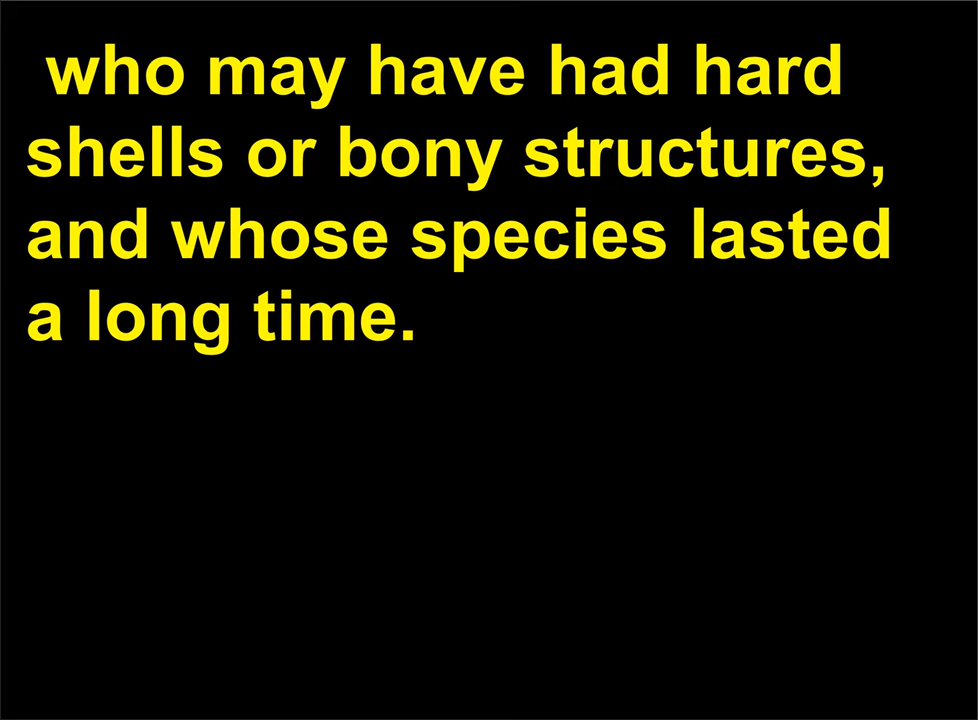 who may have had hard
shells or bony structures,
and whose species lasted
a long time.